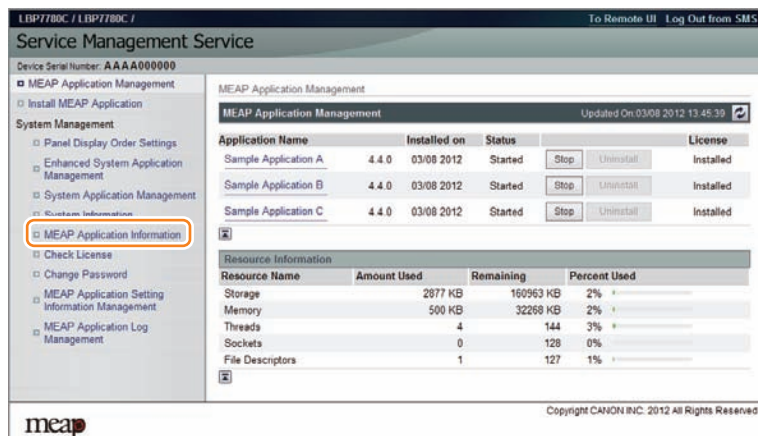 LBP7780C / LBP7780C /
To Remote UI Log Out from SMS
Service Management Service
Device Serial Number: AAAA000000
MEAP Application Management
Install MEAP Application
System Management
Panel Display Order Settings
Enhanced System Application
Management
System Application Management
System Information
MEAP Application Information
Check License
Change Password
MEAP Application Setting
Information Management
MEAP Application Log
Management
MEAP Application Management
MEAP Application Management Updated On:03/08 2012 13:45:39
Application Name Installed on Status License
Sample Application A 4.4.0 03/08 2012 Started Stop Uninstall Installed
Sample Application B 4.4.0 03/08 2012 Started Stop Uninstall Installed
Sample Application C 4.4.0 03/08 2012 Started Stop Uninstall Installed
Resource Information
Resource Name Amount Used Remaining Percent Used
Storage 2877 KB 160963 KB 2%
Memory 500 KB 32268 KB 2%
Threads 4 144 3%
Sockets 0 128 0%
File Descriptors 1 127 1%
Copyright CANON INC. 2012 All Rights Reserved
meap